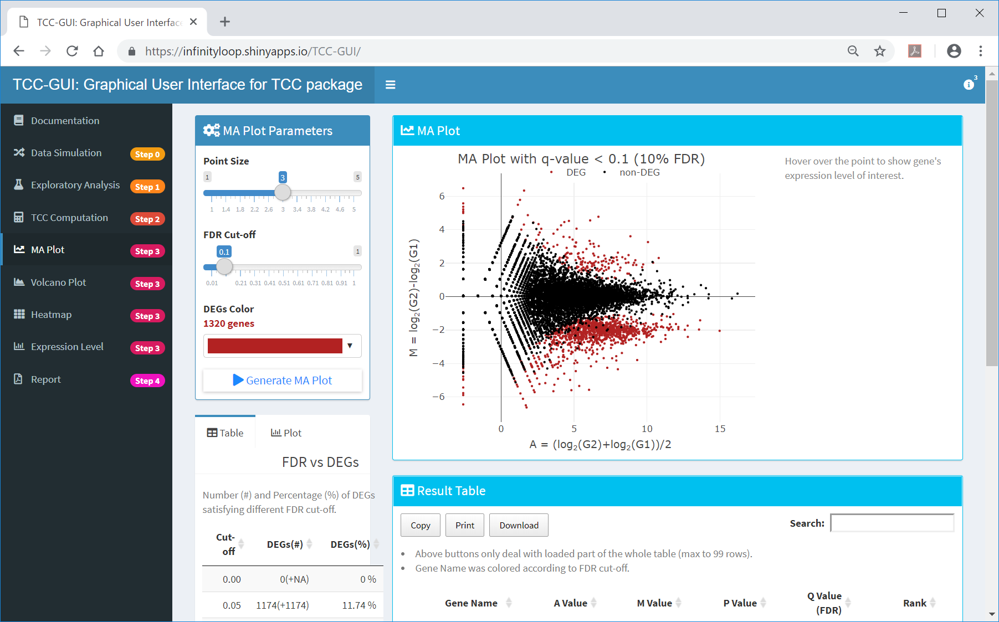 TCC-GUI: Graphical User Interface
https://infinityloop.shinyapps.io/TCC-GUI/
TCC-GUI: Graphical User Interface for TCC package
3
Documentation
Data Simulation Step 0
Exploratory Analysis Step 1
TCC Computation Step 2
MA Plot Step 3
Volcano Plot Step 3
Heatmap Step 3
Expression Level Step 3
Report Step 4
MA Plot Parameters
Point Size
1 3 5
1 1.4 1.8 2.2 2.6 3 3.4 3.8 4.2 4.6 5
FDR Cut-off
0.1 1
0.01 0.21 0.31 0.41 0.51 0.61 0.71 0.81 0.91 1
DEGs Color
1320 genes
Generate MA Plot
Table Plot
FDR vs DEGs
Number (#) and Percentage (%) of DEGs
satisfying different FDR cut-off.
Cut-
off DEGs(#) DEGs(%)
0.00 0(+NA) 0 %
0.05 1174(+1174) 11.74 %
MA Plot
MA Plot with q-value < 0.1 (10% FDR)
DEG non-DEG
6
4
2
0
−2
−4
−6
M = log2(G2)-log2(G1)
0 5 10 15
A = (log2(G2)+log2(G1))/2
Hover over the point to show gene's
expression level of interest.
Result Table
Copy Print Download
Search:
Above buttons only deal with loaded part of the whole table (max to 99 rows).
Gene Name was colored according to FDR cut-off.
Gene Name A Value M Value P Value Q Value
(FDR) Rank